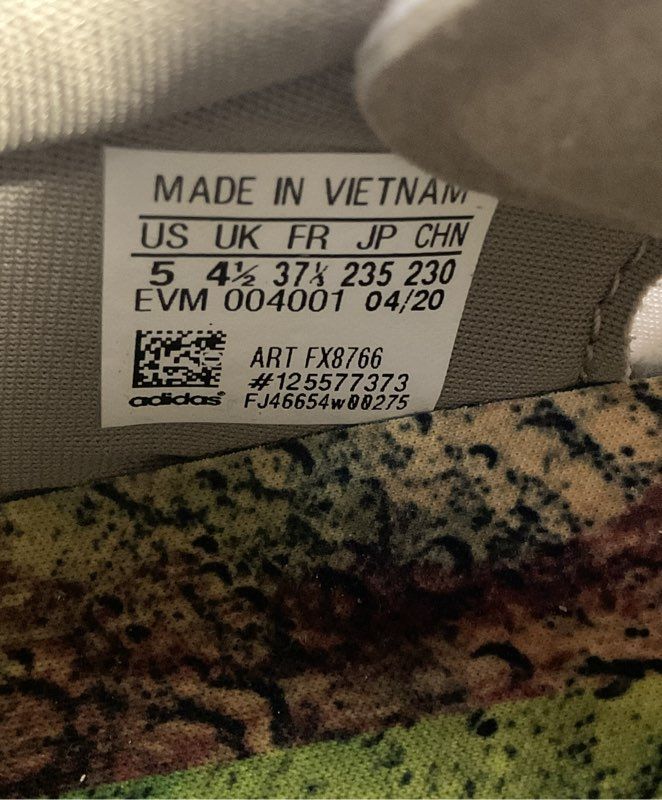 MADE IN VIETNAM
US UK FR JP CHN
5 4½ 37⅓ 235 230
EVM 004001 04/20
ART FX8766
#125577373
adidas FJ46654w00275